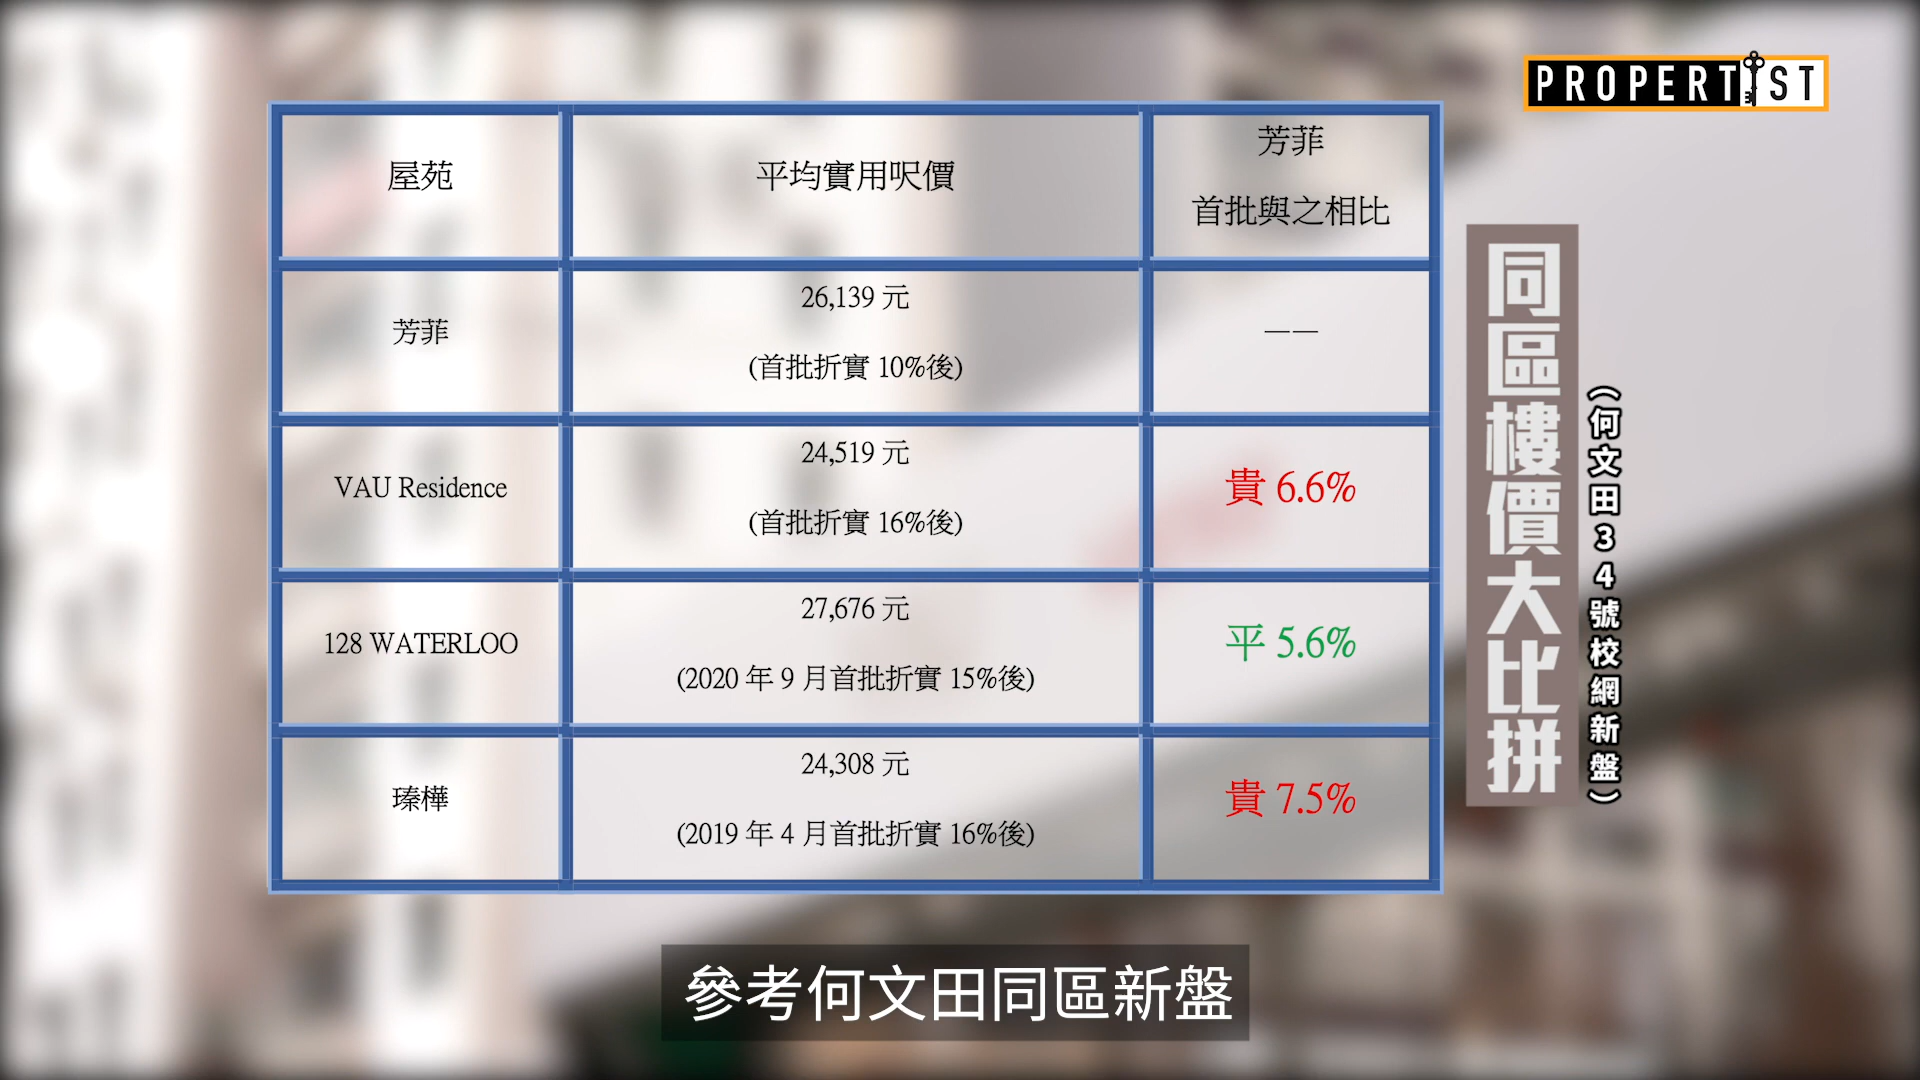 PROPERTIST
屋苑
平均實用呎價
芳菲
首批與之相比
芳菲
26,139 元
(首批折實 10%後)
——
VAU Residence
24,519 元
(首批折實 16%後)
貴 6.6%
128 WATERLOO
27,676 元
(2020 年 9 月首批折實 15%後)
平 5.6%
瑧樺
24,308 元
(2019 年 4 月首批折實 16%後)
貴 7.5%
同區樓價大比拼
（何文田34號校網新盤）
參考何文田同區新盤